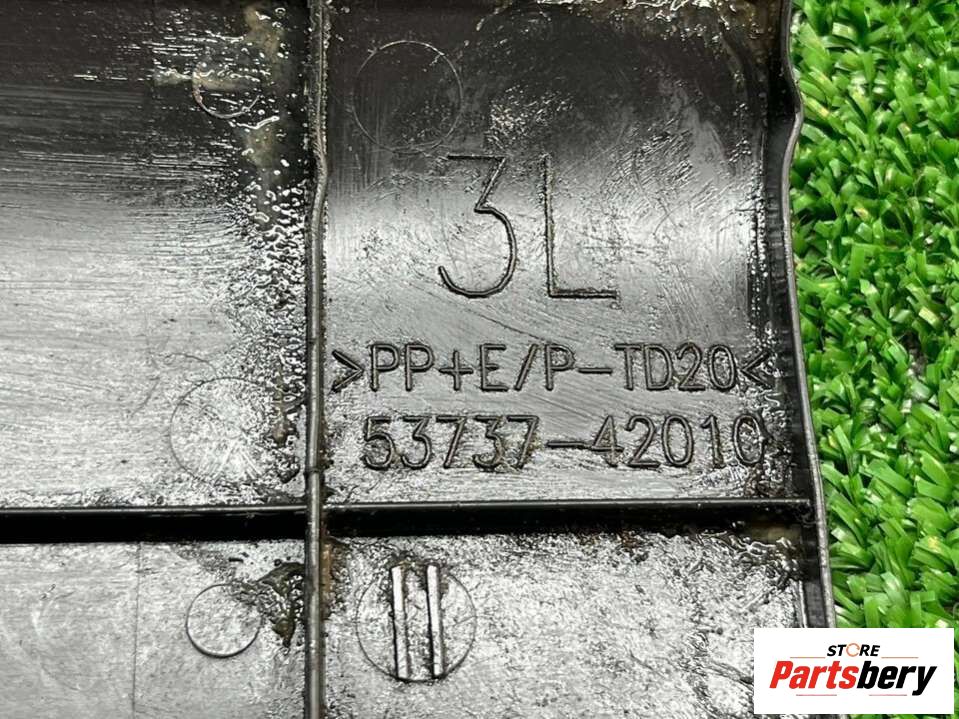 3L
>PP+E/P-TD20<
53737-42010
STORE
Partsbery